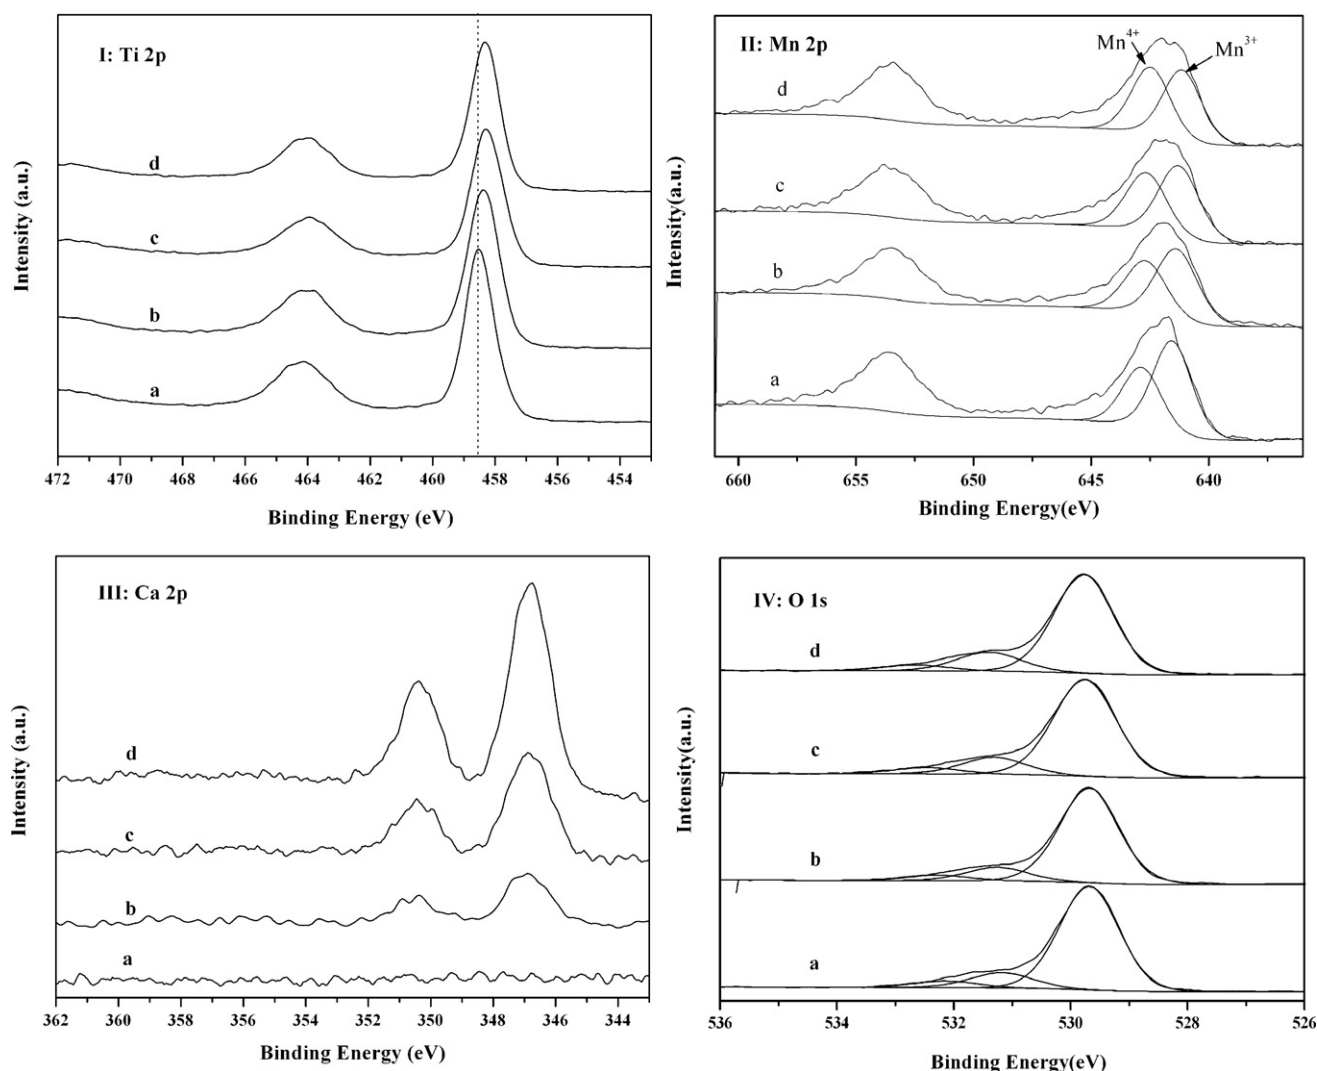 I: Ti 2p
d
c
b
a
Intensity (a.u.)
472 470 468 466 464 462 460 458 456 454
Binding Energy (eV)
II: Mn 2p
Mn4+
Mn3+
d
c
b
a
Intensity(a.u.)
660 655 650 645 640
Binding Energy(eV)
III: Ca 2p
d
c
b
a
Intensity (a.u.)
362 360 358 356 354 352 350 348 346 344
Binding Energy (eV)
IV: O 1s
d
c
b
a
Intensity(a.u.)
536 534 532 530 528 526
Binding Energy(eV)